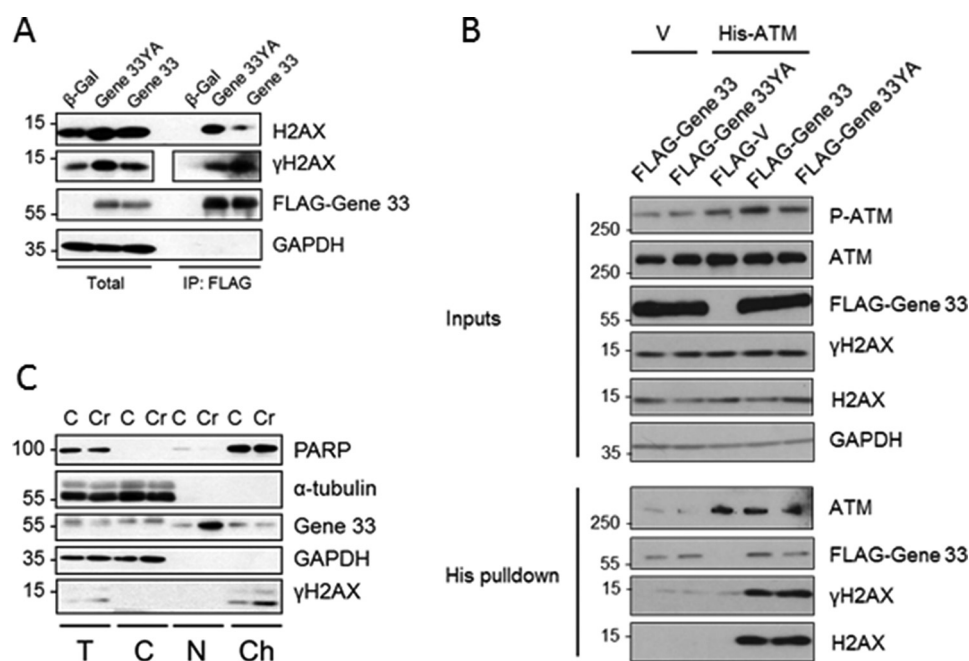 A
β-Gal Gene 33YA Gene 33 β-Gal Gene 33YA Gene 33
15 H2AX
15 γH2AX
55 FLAG-Gene 33
35 GAPDH
Total IP: FLAG
B
V His-ATM
FLAG-Gene 33 FLAG-Gene 33YA FLAG-V FLAG-Gene 33 FLAG-Gene 33YA
Inputs
250 P-ATM
250 ATM
55 FLAG-Gene 33
15 γH2AX
15 H2AX
35 GAPDH
His pulldown
250 ATM
55 FLAG-Gene 33
15 γH2AX
15 H2AX
C
C Cr C Cr C Cr C Cr
100 PARP
55 α-tubulin
55 Gene 33
35 GAPDH
15 γH2AX
T C N Ch